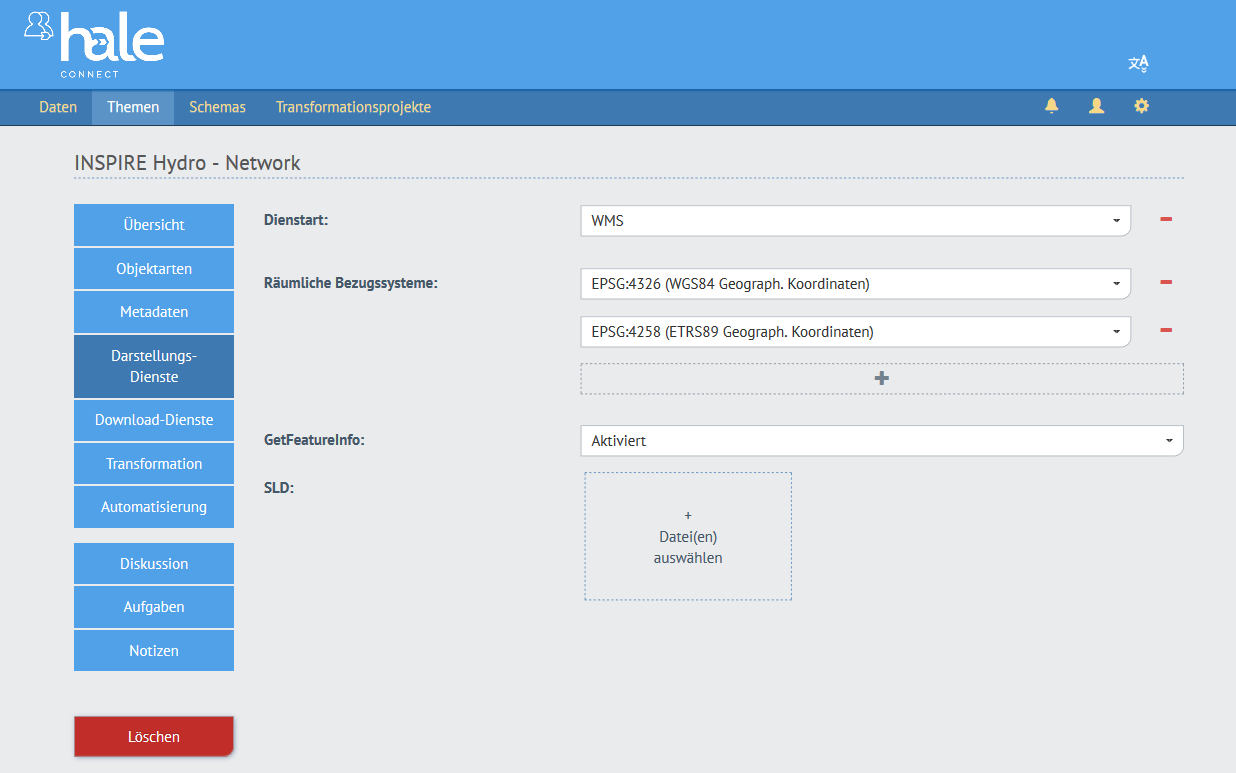 hale
CONNECT
Daten Themen Schemas Transformationsprojekte
INSPIRE Hydro - Network
Übersicht
Objektarten
Metadaten
Darstellungs-
Dienste
Download-Dienste
Transformation
Automatisierung
Diskussion
Aufgaben
Notizen
Löschen
Dienstart:
WMS
Räumliche Bezugssysteme:
EPSG:4326 (WGS84 Geograph. Koordinaten)
EPSG:4258 (ETRS89 Geograph. Koordinaten)
GetFeatureInfo:
Aktiviert
SLD:
+
Datei(en)
auswählen